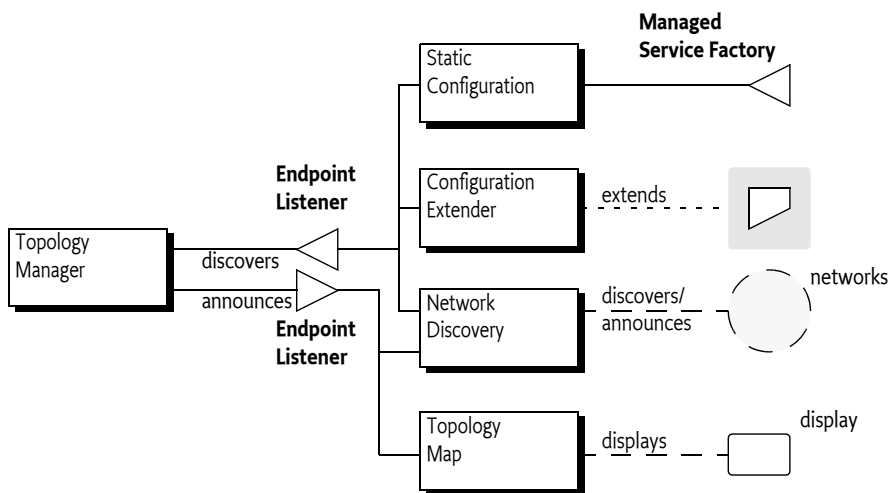 Managed
Service Factory
Static
Configuration
Endpoint
Listener
Configuration
Extender
extends
Topology
Manager
discovers
announces
networks
Network
Discovery
discovers/
announces
Endpoint
Listener
display
Topology
Map
displays